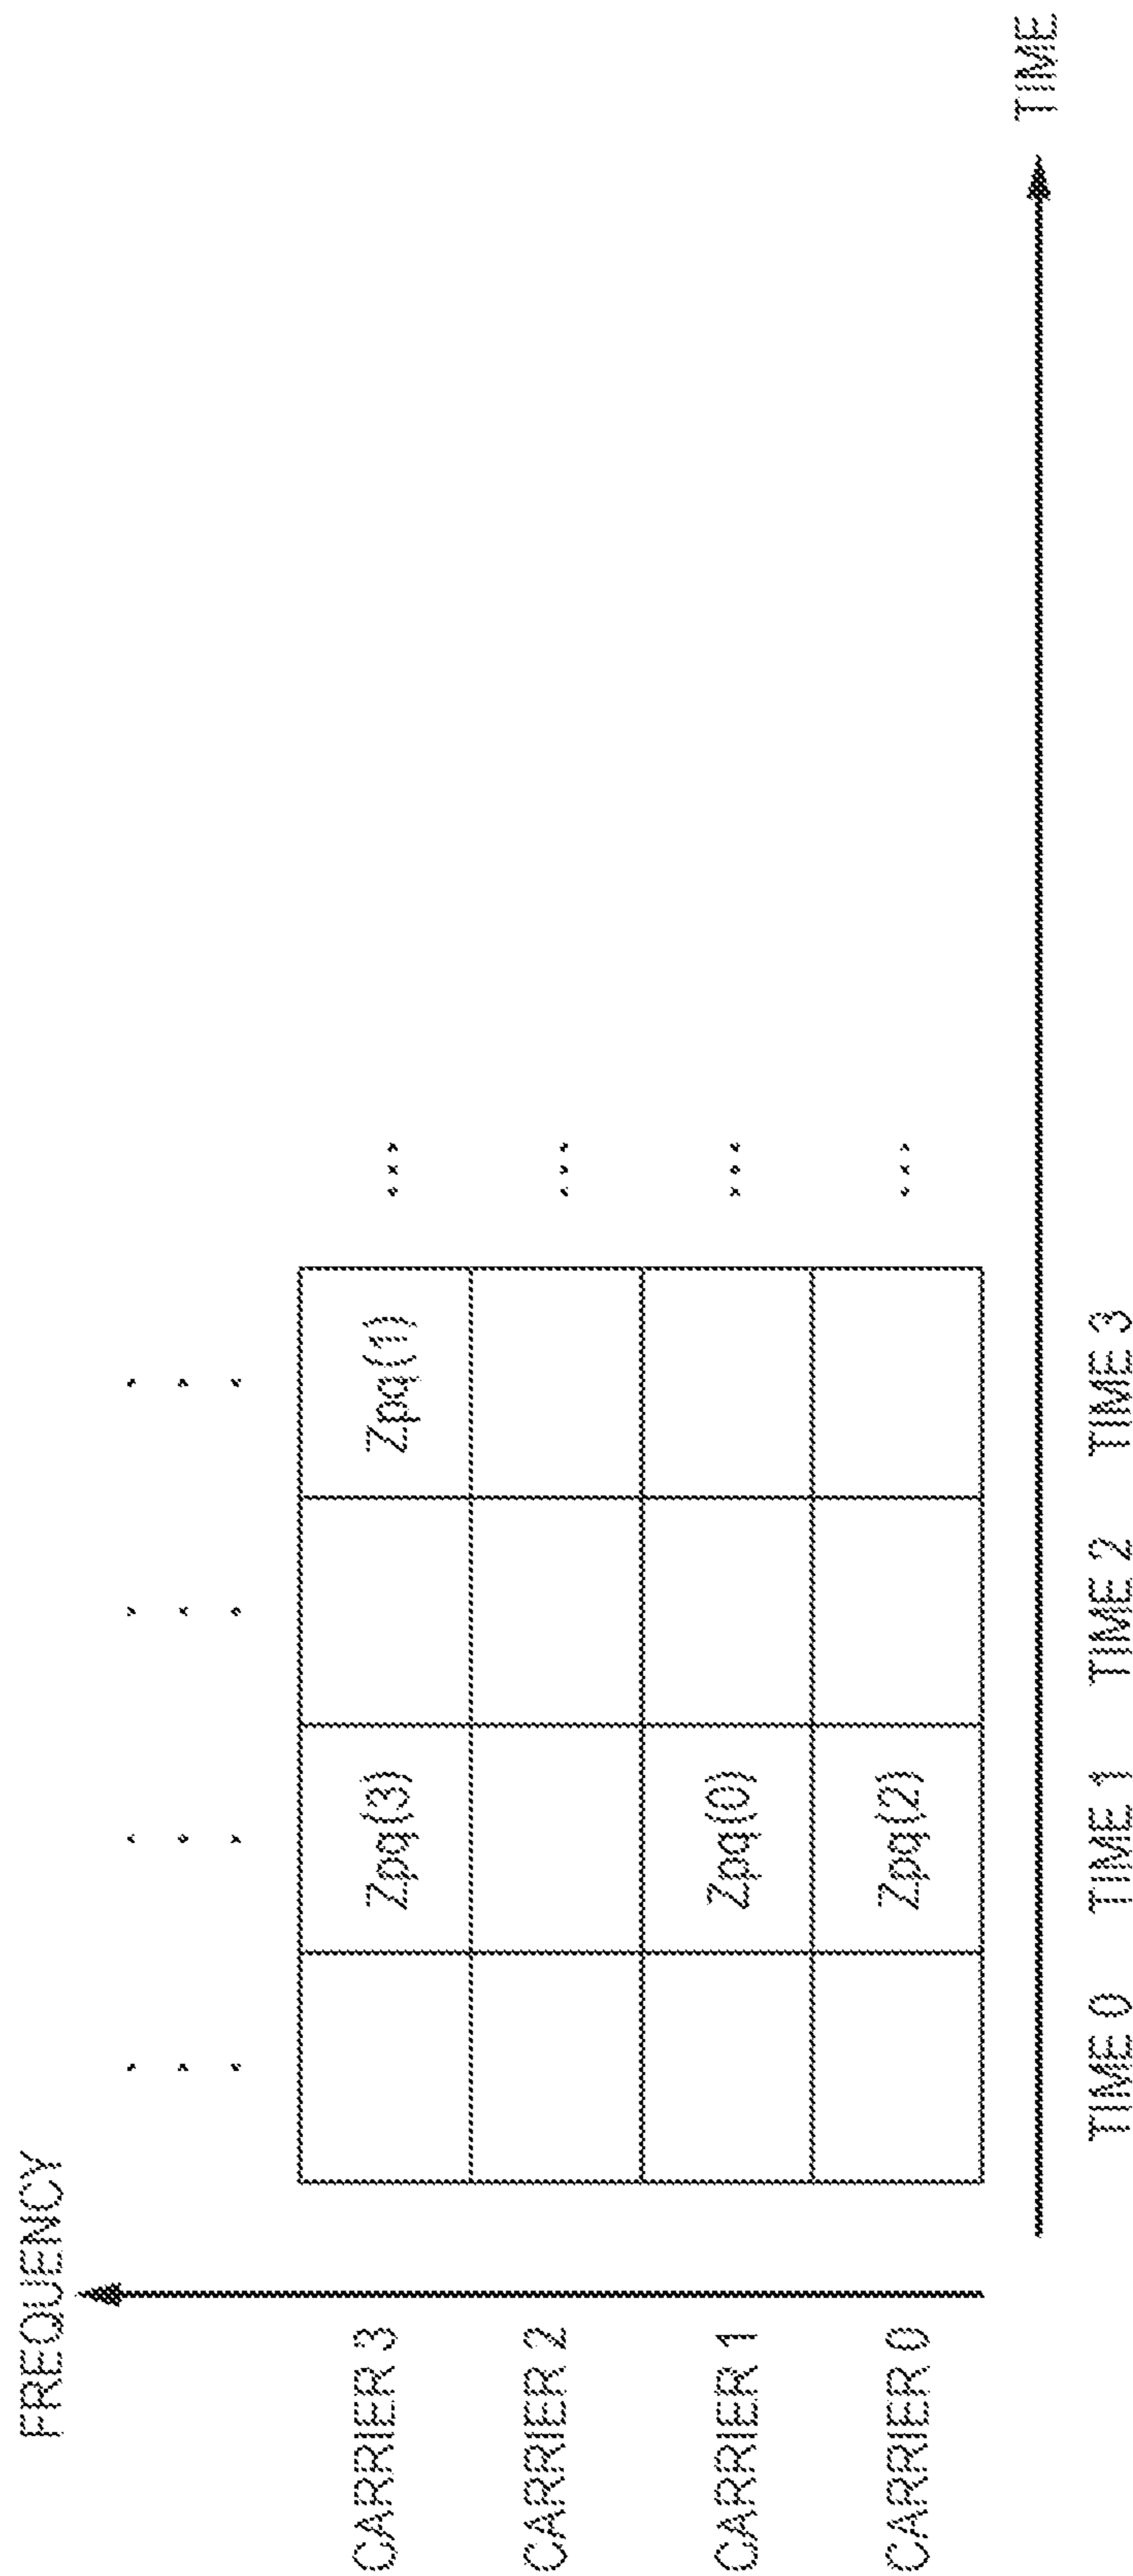 FREQUENCY
CARRIER 3 Zpq(3) Zpq(1) ...
CARRIER 2 ...
CARRIER 1 Zpq(0) ...
CARRIER 0 Zpq(2) ...
TIME
TIME 0 TIME 1 TIME 2 TIME 3